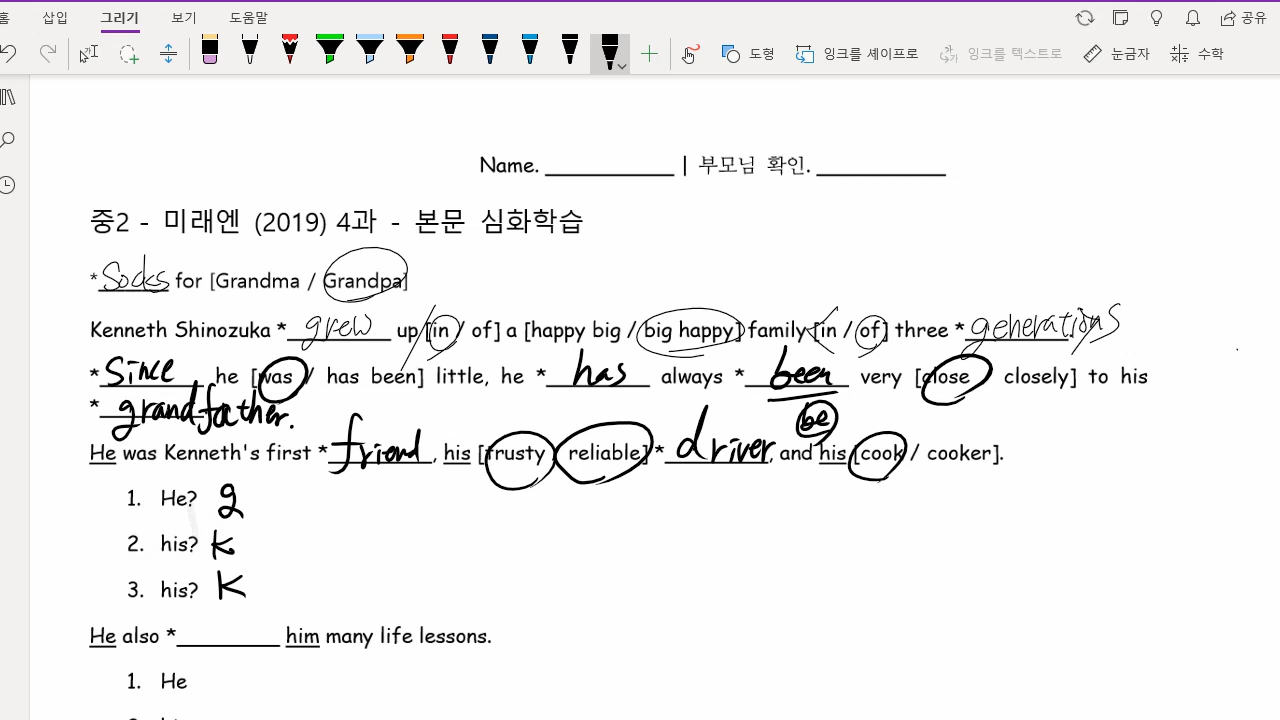 홈 삽입 그리기 보기 도움말 공유
도형 잉크를 셰이프로 잉크를 텍스트로 눈금자 수학
Name. ____________ | 부모님 확인. ____________
중2 - 미래엔 (2019) 4과 - 본문 심화학습
*Socks for [Grandma / Grandpa]
Kenneth Shinozuka * grew up [in / of] a [happy big / big happy] family [in / of] three * generations.
*Since he [was / has been] little, he * has always * been very [close / closely] to his
* grandfather.
be
He was Kenneth's first * friend, his [trusty / reliable] * driver, and his [cook / cooker].
1. He? g
2. his? K
3. his? K
He also *__________ him many life lessons.
1. He